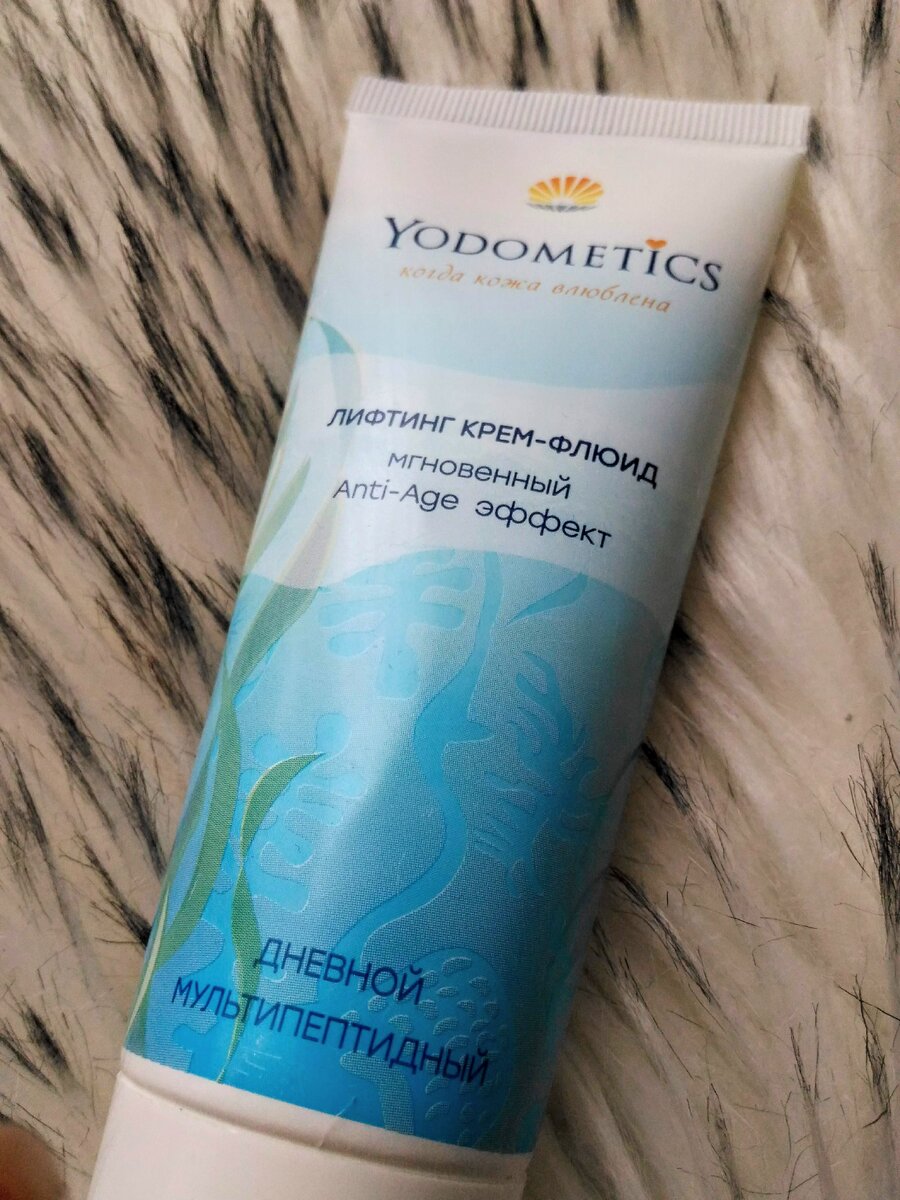 YODOMETICS
когда кожа влюблена
ЛИФТИНГ КРЕМ-ФЛЮИД
мгновенный
Anti-Age эффект
ДНЕВНОЙ
МУЛЬТИПЕПТИДНЫЙ